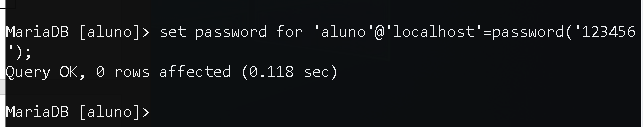 MariaDB [aluno]> set password for 'aluno'@'localhost'=password('123456
');
Query OK, 0 rows affected (0.118 sec)
MariaDB [aluno]>